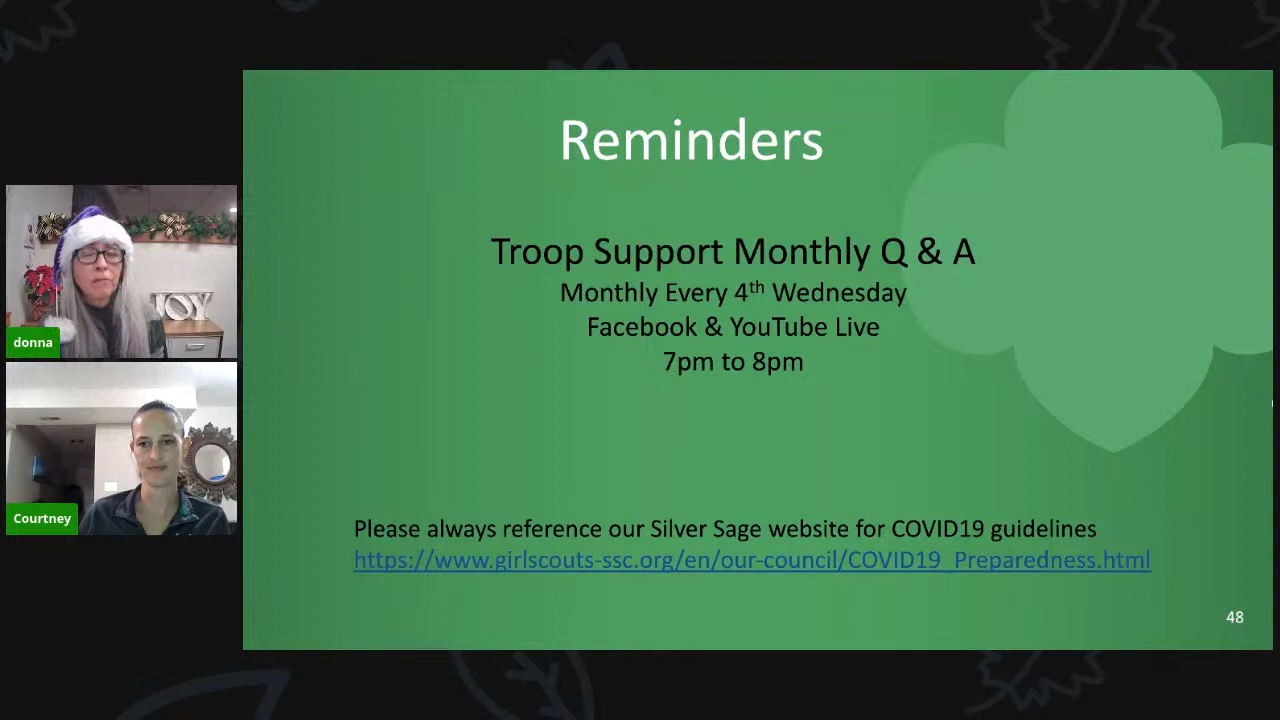 Reminders
Troop Support Monthly Q & A
Monthly Every 4th Wednesday
Facebook & YouTube Live
7pm to 8pm
JOY
donna
Courtney
Please always reference our Silver Sage website for COVID19 guidelines
https://www.girlscouts-ssc.org/en/our-council/COVID19_Preparedness.html
48